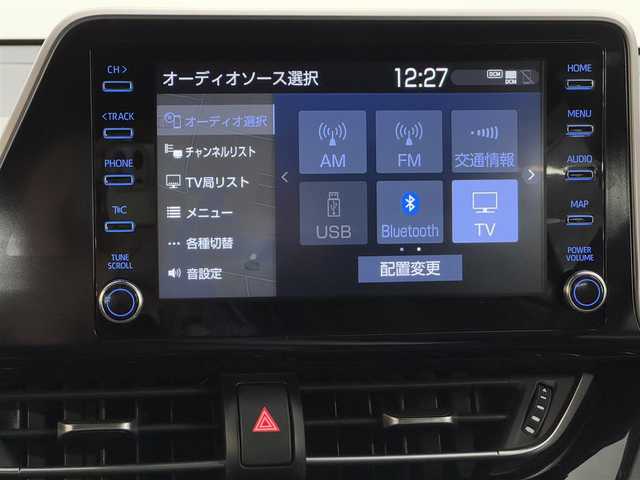 CH >
< TRACK
PHONE
T&C
TUNE
SCROLL
オーディオソース選択
12:27
DCM
DCM
オーディオ選択
チャンネルリスト
TV局リスト
メニュー
各種切替
音設定
AM
FM
交通情報
USB
Bluetooth
TV
配置変更
HOME
MENU
AUDIO
MAP
POWER
VOLUME